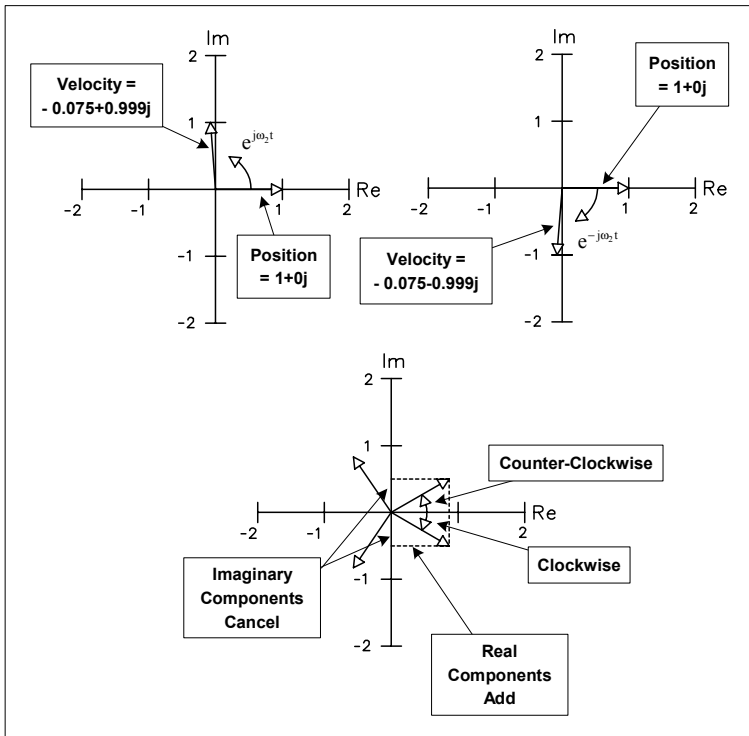 Im
2
Velocity =
- 0.075+0.999j
1
e^{jω₂t}
-2
-1
1
2
Re
Position
= 1+0j
-1
-2
Im
2
Position
= 1+0j
1
-2
-1
1
2
Re
Velocity =
- 0.075-0.999j
-1
e^{-jω₂t}
-2
Im
2
1
Counter-Clockwise
-2
-1
2
Re
Clockwise
Imaginary
Components
Cancel
-1
-2
Real
Components
Add